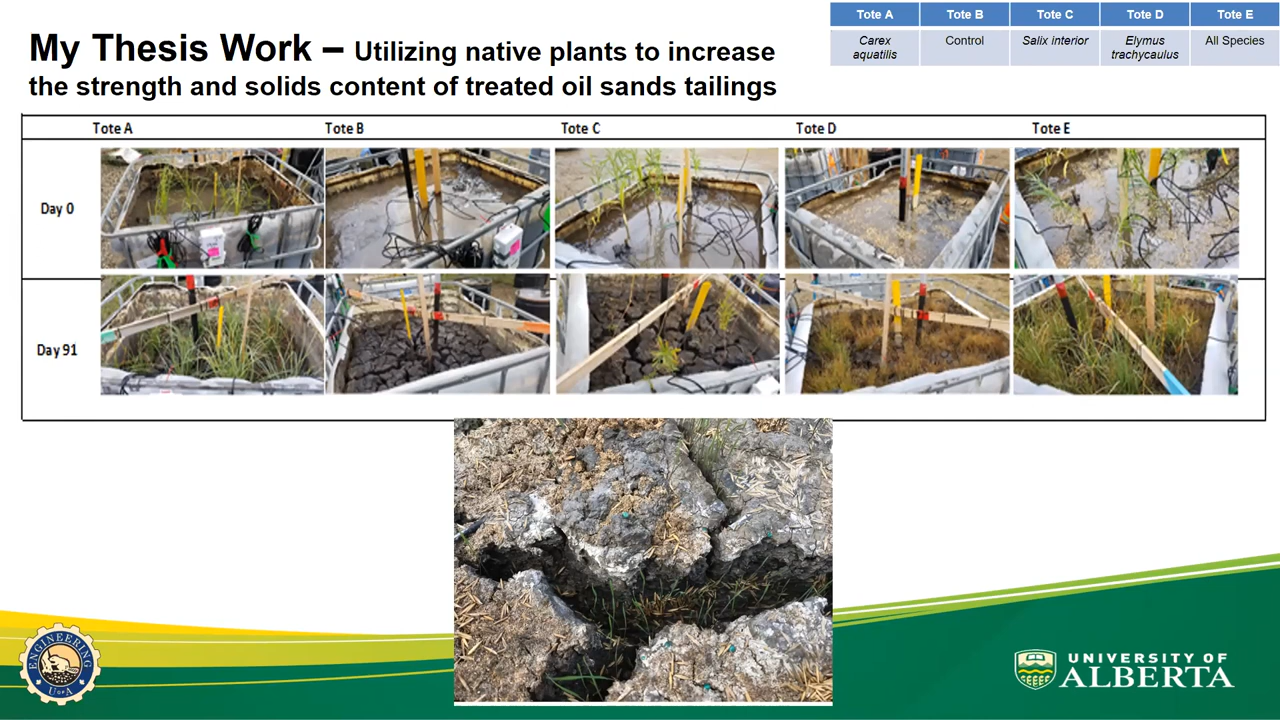 Tote A Tote B Tote C Tote D Tote E
Carex aquatilis Control Salix interior Elymus trachycaulus All Species
My Thesis Work – Utilizing native plants to increase
the strength and solids content of treated oil sands tailings
Tote A Tote B Tote C Tote D Tote E
Day 0
Day 91
ENGINEERING
U of A
UNIVERSITY OF
ALBERTA